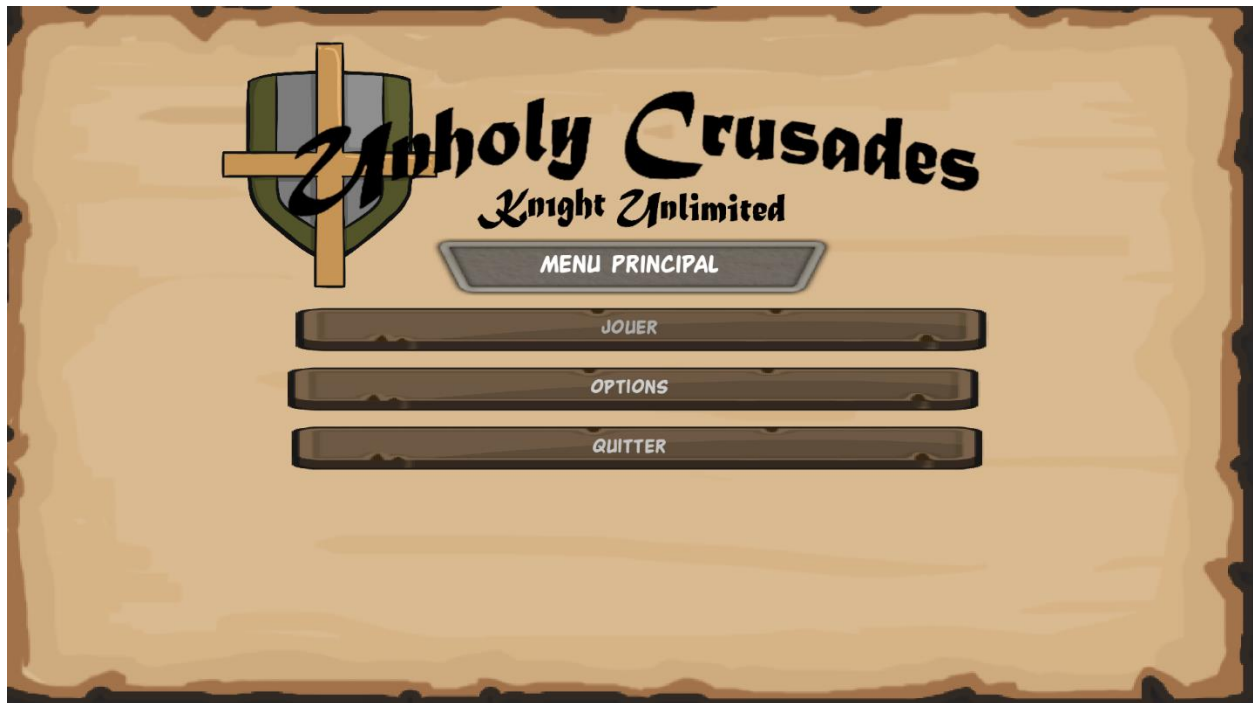 Unholy Crusades
Knight Unlimited
MENU PRINCIPAL
JOUER
OPTIONS
QUITTER